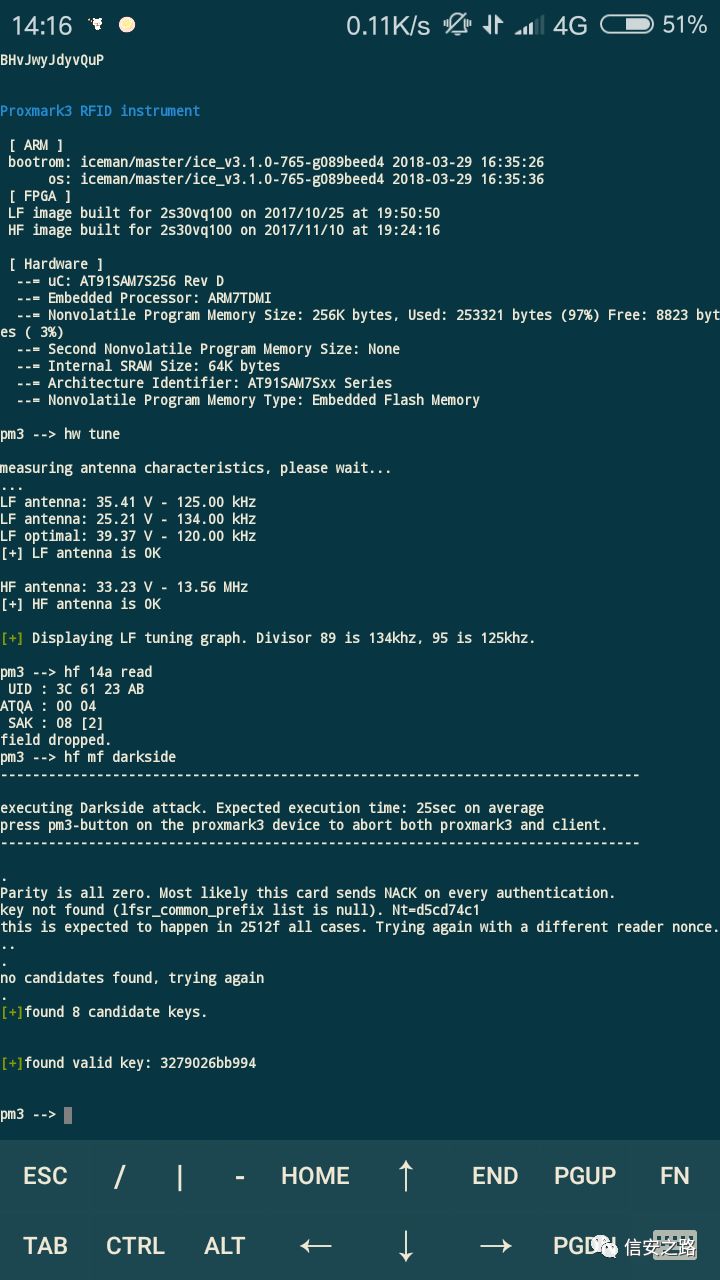 14:16 0.11K/s 4G 51%
BHvJwyJdyvQuP
Proxmark3 RFID instrument
[ ARM ]
bootrom: iceman/master/ice_v3.1.0-765-g089beed4 2018-03-29 16:35:26
os: iceman/master/ice_v3.1.0-765-g089beed4 2018-03-29 16:35:36
[ FPGA ]
LF image built for 2s30vq100 on 2017/10/25 at 19:50:50
HF image built for 2s30vq100 on 2017/11/10 at 19:24:16
[ Hardware ]
--= uC: AT91SAM7S256 Rev D
--= Embedded Processor: ARM7TDMI
--= Nonvolatile Program Memory Size: 256K bytes, Used: 253321 bytes (97%) Free: 8823 byt
es ( 3%)
--= Second Nonvolatile Program Memory Size: None
--= Internal SRAM Size: 64K bytes
--= Architecture Identifier: AT91SAM7Sxx Series
--= Nonvolatile Program Memory Type: Embedded Flash Memory
pm3 --> hw tune
measuring antenna characteristics, please wait...
...
LF antenna: 35.41 V - 125.00 kHz
LF antenna: 25.21 V - 134.00 kHz
LF optimal: 39.37 V - 120.00 kHz
[+] LF antenna is OK
HF antenna: 33.23 V - 13.56 MHz
[+] HF antenna is OK
[+] Displaying LF tuning graph. Divisor 89 is 134khz, 95 is 125khz.
pm3 --> hf 14a read
UID : 3C 61 23 AB
ATQA : 00 04
SAK : 08 [2]
field dropped.
pm3 --> hf mf darkside
--------------------------------------------------------------------------------
executing Darkside attack. Expected execution time: 25sec on average
press pm3-button on the proxmark3 device to abort both proxmark3 and client.
--------------------------------------------------------------------------------
.
Parity is all zero. Most likely this card sends NACK on every authentication.
key not found (lfsr_common_prefix list is null). Nt=d5cd74c1
this is expected to happen in 2512f all cases. Trying again with a different reader nonce.
..
.
no candidates found, trying again
.
[+]found 8 candidate keys.
[+]found valid key: 3279026bb994
pm3 -->
ESC / | - HOME ↑ END PGUP FN
TAB CTRL ALT ← ↓ → 信安之路